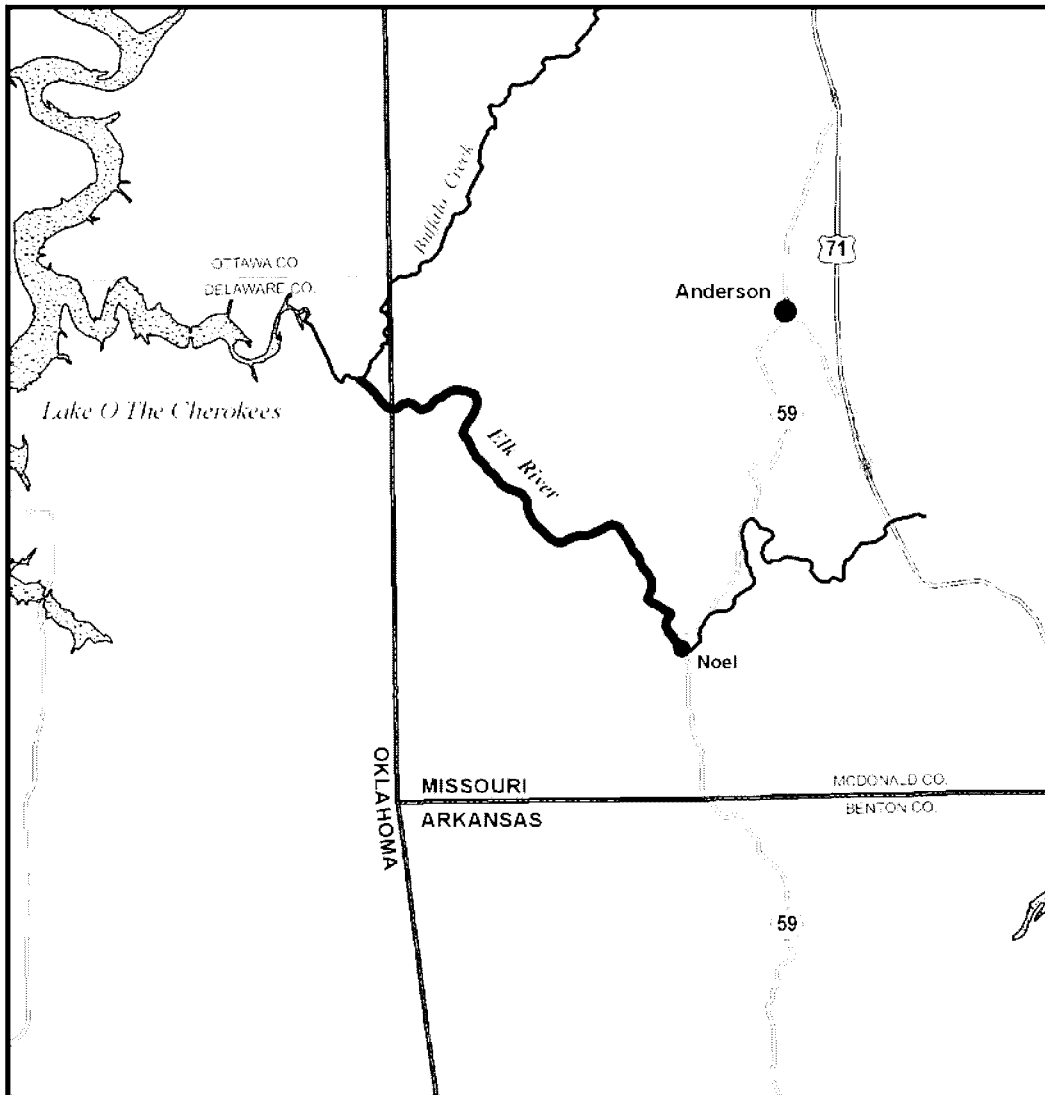 Buffalo Creek
71
OTTAWA CO
DELAWARE CO.
Anderson
Lake O The Cherokees
59
Elk River
Noel
OKLAHOMA
MISSOURI
MCDONALD CO.
ARKANSAS
BENTON CO.
59